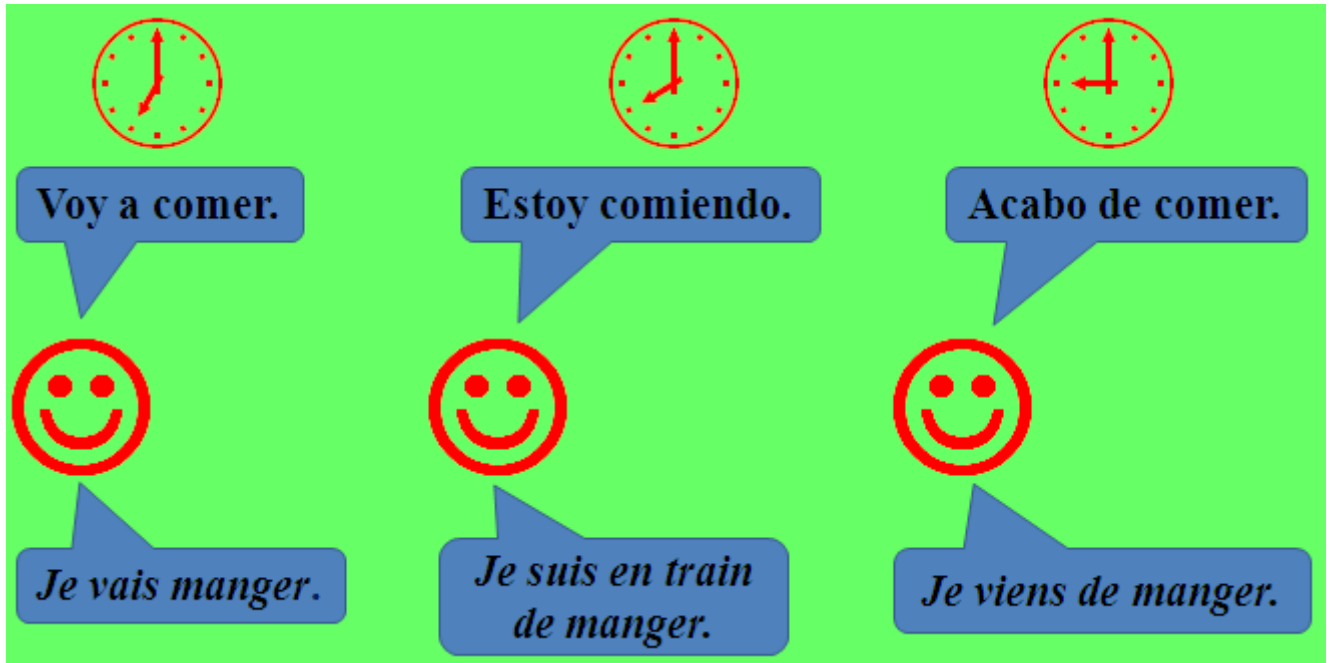 Voy a comer.
Estoy comiendo.
Acabo de comer.
Je vais manger.
Je suis en train
de manger.
Je viens de manger.